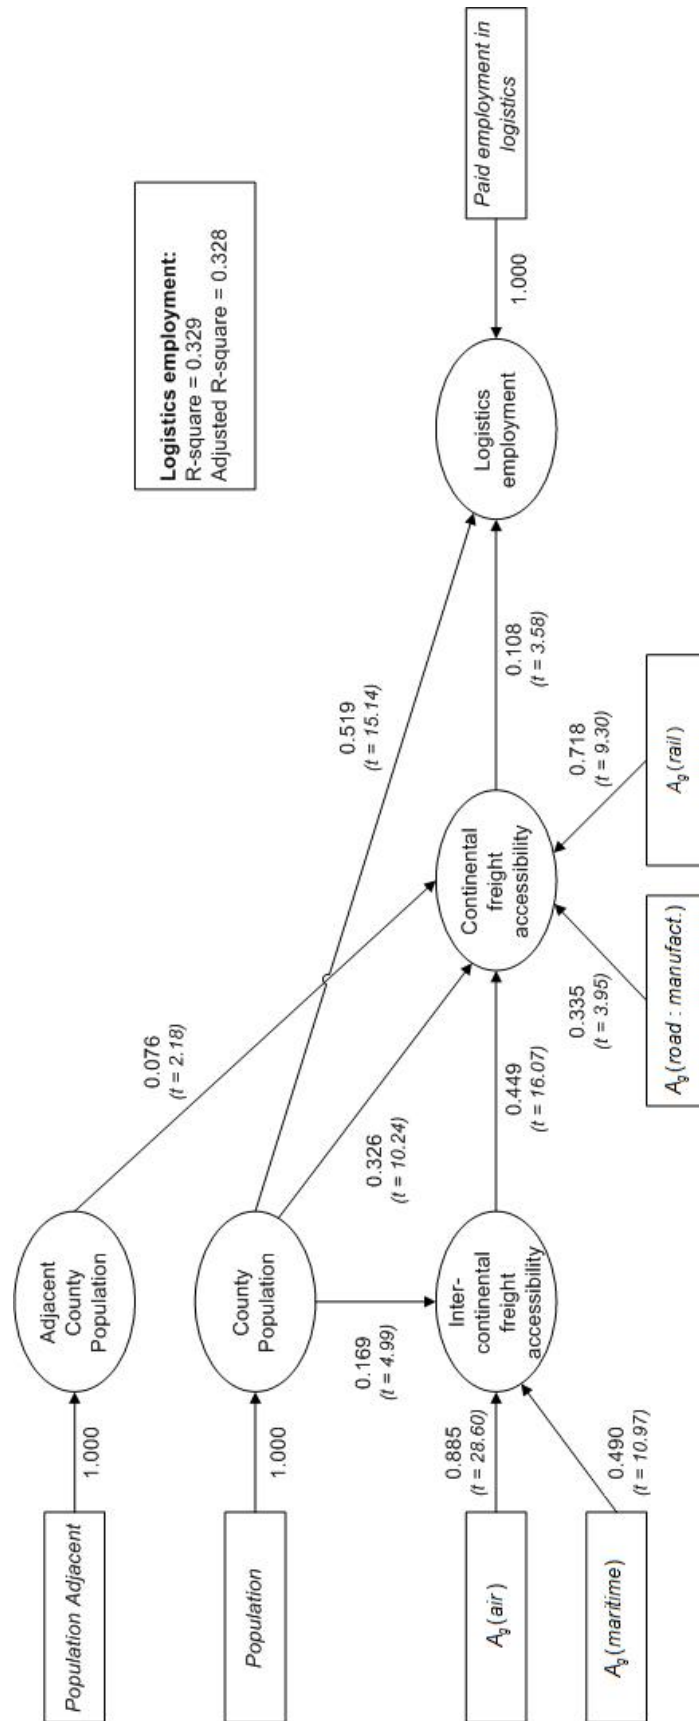 Population Adjacent
1.000
Adjacent
County
Population
0.076
(t = 2.18)
Logistics employment:
R-square = 0.329
Adjusted R-square = 0.328
Population
1.000
County
Population
0.519
(t = 15.14)
0.326
(t = 10.24)
0.169
(t = 4.99)
A_g(air)
0.885
(t = 28.60)
Inter-
continental
freight
accessibility
0.449
(t = 16.07)
Continental
freight
accessibility
0.108
(t = 3.58)
Logistics
employment
1.000
Paid employment in
logistics
A_g(maritime)
0.490
(t = 10.97)
0.335
(t = 3.95)
0.718
(t = 9.30)
A_g(road : manufact.)
A_g(rail)